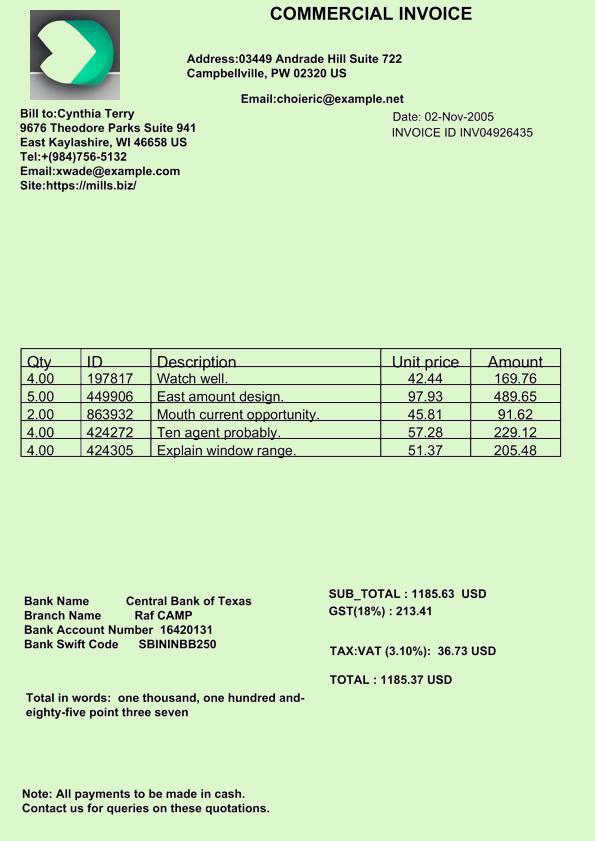 COMMERCIAL INVOICE
Address:03449 Andrade Hill Suite 722
Campbellville, PW 02320 US
Email:choieric@example.net
Date: 02-Nov-2005
INVOICE ID INV04926435
Bill to:Cynthia Terry
9676 Theodore Parks Suite 941
East Kaylashire, WI 46658 US
Tel:+(984)756-5132
Email:xwade@example.com
Site:https://mills.biz/
Qty ID Description Unit price Amount
4.00 197817 Watch well. 42.44 169.76
5.00 449906 East amount design. 97.93 489.65
2.00 863932 Mouth current opportunity. 45.81 91.62
4.00 424272 Ten agent probably. 57.28 229.12
4.00 424305 Explain window range. 51.37 205.48
SUB_TOTAL : 1185.63 USD
GST(18%) : 213.41
TAX:VAT (3.10%): 36.73 USD
TOTAL : 1185.37 USD
Bank Name Central Bank of Texas
Branch Name Raf CAMP
Bank Account Number 16420131
Bank Swift Code SBININBB250
Total in words: one thousand, one hundred and-
eighty-five point three seven
Note: All payments to be made in cash.
Contact us for queries on these quotations.